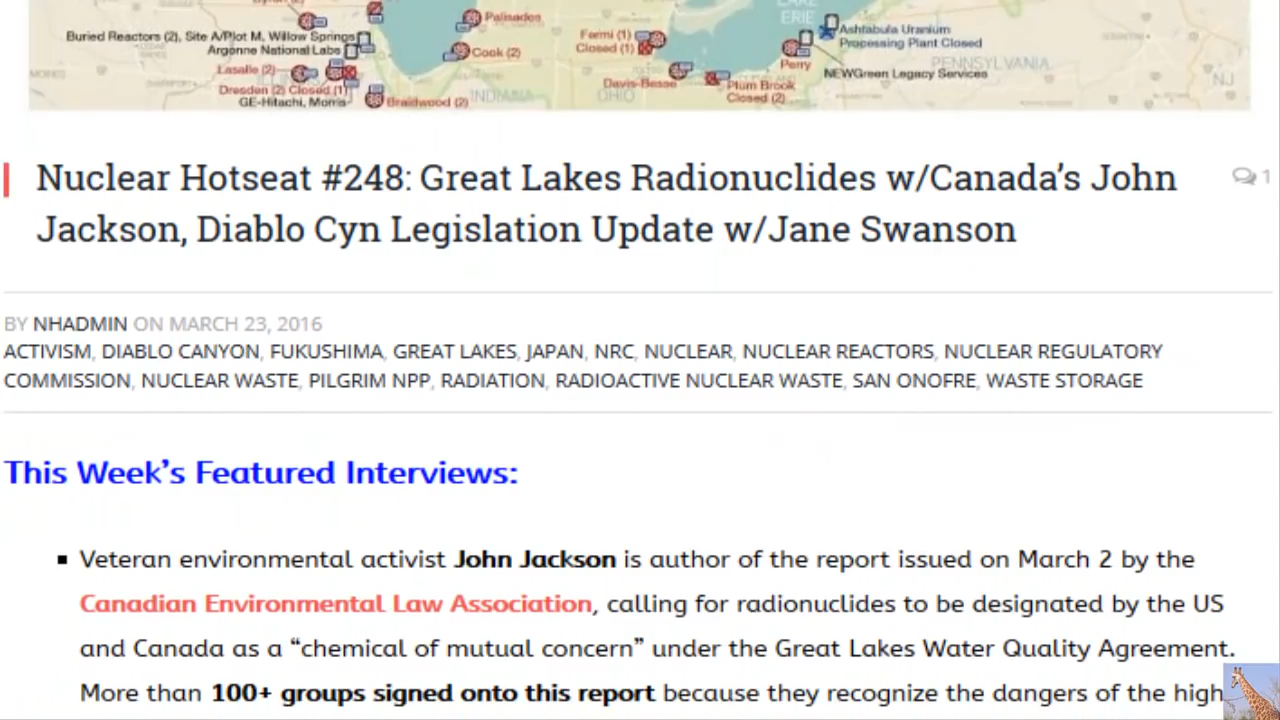 Palisades
LAKE
ERIE
Buried Reactors (2), Site A/Plot M, Willow Springs
Fermi (1)
Closed (1)
Ashtabula Uranium
Processing Plant Closed
Argonne National Labs
Cook (2)
Perry
PENNSYLVANIA
Lasalle (2)
Davis-Besse
NEWGreen Legacy Services
Dresden (2) Closed (1)
Plum Brook
Closed (2)
NJ
GE-Hitachi, Morris
Braidwood (2)
INDIANA
OHIO
Nuclear Hotseat #248: Great Lakes Radionuclides w/Canada’s John
1
Jackson, Diablo Cyn Legislation Update w/Jane Swanson
BY NHADMIN ON MARCH 23, 2016
ACTIVISM, DIABLO CANYON, FUKUSHIMA, GREAT LAKES, JAPAN, NRC, NUCLEAR, NUCLEAR REACTORS, NUCLEAR REGULATORY
COMMISSION, NUCLEAR WASTE, PILGRIM NPP, RADIATION, RADIOACTIVE NUCLEAR WASTE, SAN ONOFRE, WASTE STORAGE
This Week’s Featured Interviews:
▪ Veteran environmental activist John Jackson is author of the report issued on March 2 by the
Canadian Environmental Law Association, calling for radionuclides to be designated by the US
and Canada as a “chemical of mutual concern” under the Great Lakes Water Quality Agreement.
More than 100+ groups signed onto this report because they recognize the dangers of the high